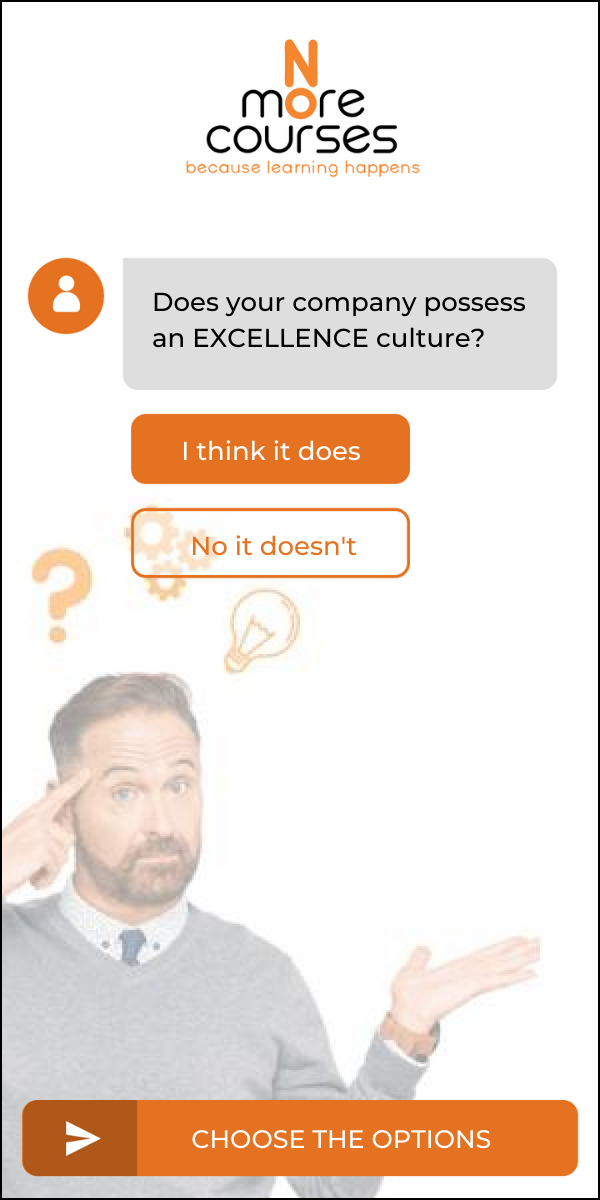 No
more
courses
because learning happens
Does your company possess
an EXCELLENCE culture?
I think it does
No it doesn't
CHOOSE THE OPTIONS